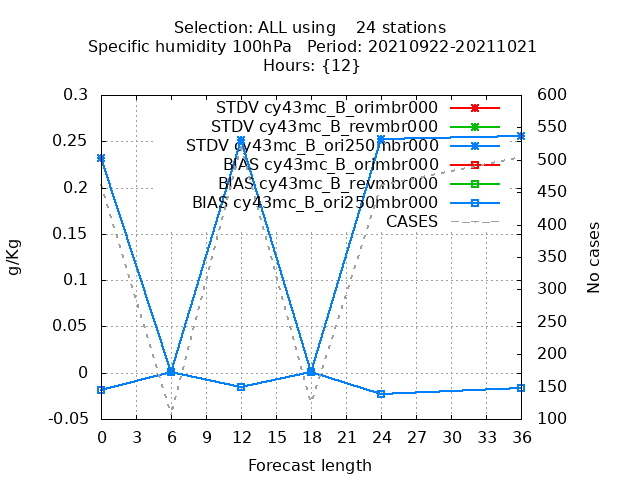 Selection: ALL using    24 stations
Specific humidity 100hPa   Period: 20210922-20211021
Hours: {12}
0.3
0.25
0.2
0.15
0.1
0.05
0
-0.05
g/Kg
STDV cy43mc_B_orimbr000
STDV cy43mc_B_revmbr000
STDV cy43mc_B_ori250mbr000
BIAS cy43mc_B_orimbr000
BIAS cy43mc_B_revmbr000
BIAS cy43mc_B_ori250mbr000
CASES
600
550
500
450
400
350
300
250
200
150
100
No cases
0 3 6 9 12 15 18 21 24 27 30 33 36
Forecast length